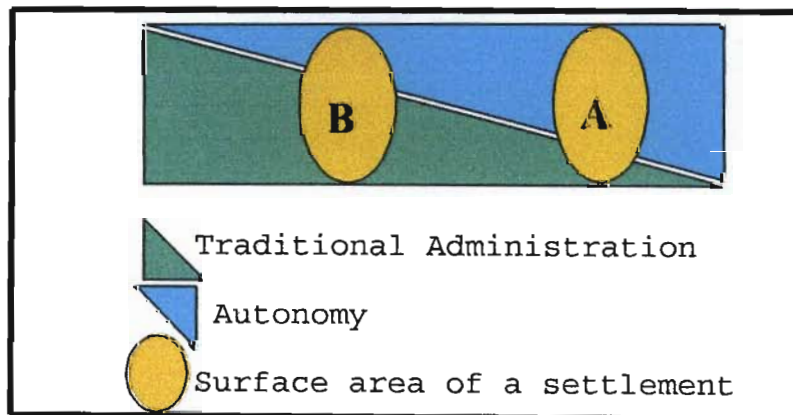 B A
Traditional Administration
Autonomy
Surface area of a settlement